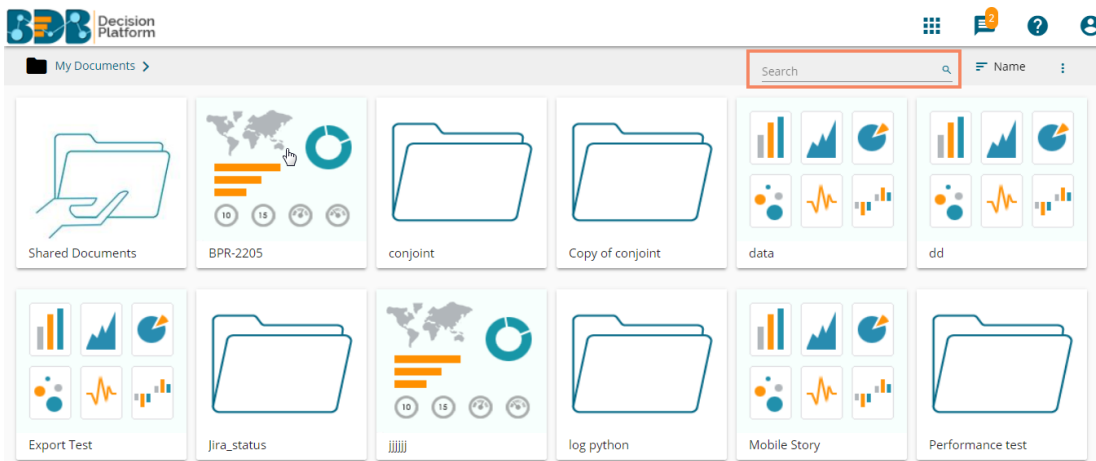 BDB Decision
Platform
2
My Documents
Search
Name
10 15
Shared Documents BPR-2205 conjoint Copy of conjoint data dd
10 15
Export Test Jira_status jjjjjj log python Mobile Story Performance test